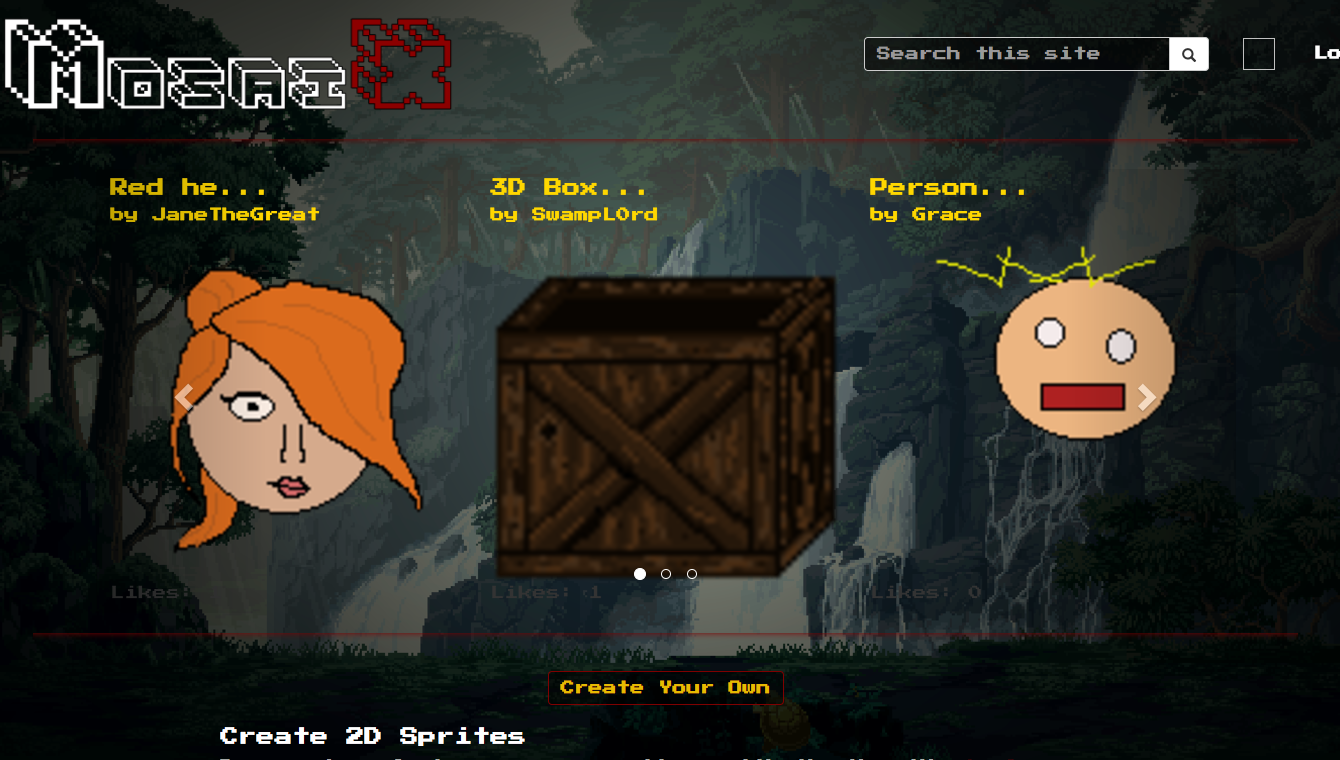 MosaiX
Search this site
Lo
Red he...
by JaneTheGreat
3D Box...
by SwampL0rd
Person...
by Grace
Likes:
Likes: 1
Likes: 0
Create Your Own
Create 2D Sprites